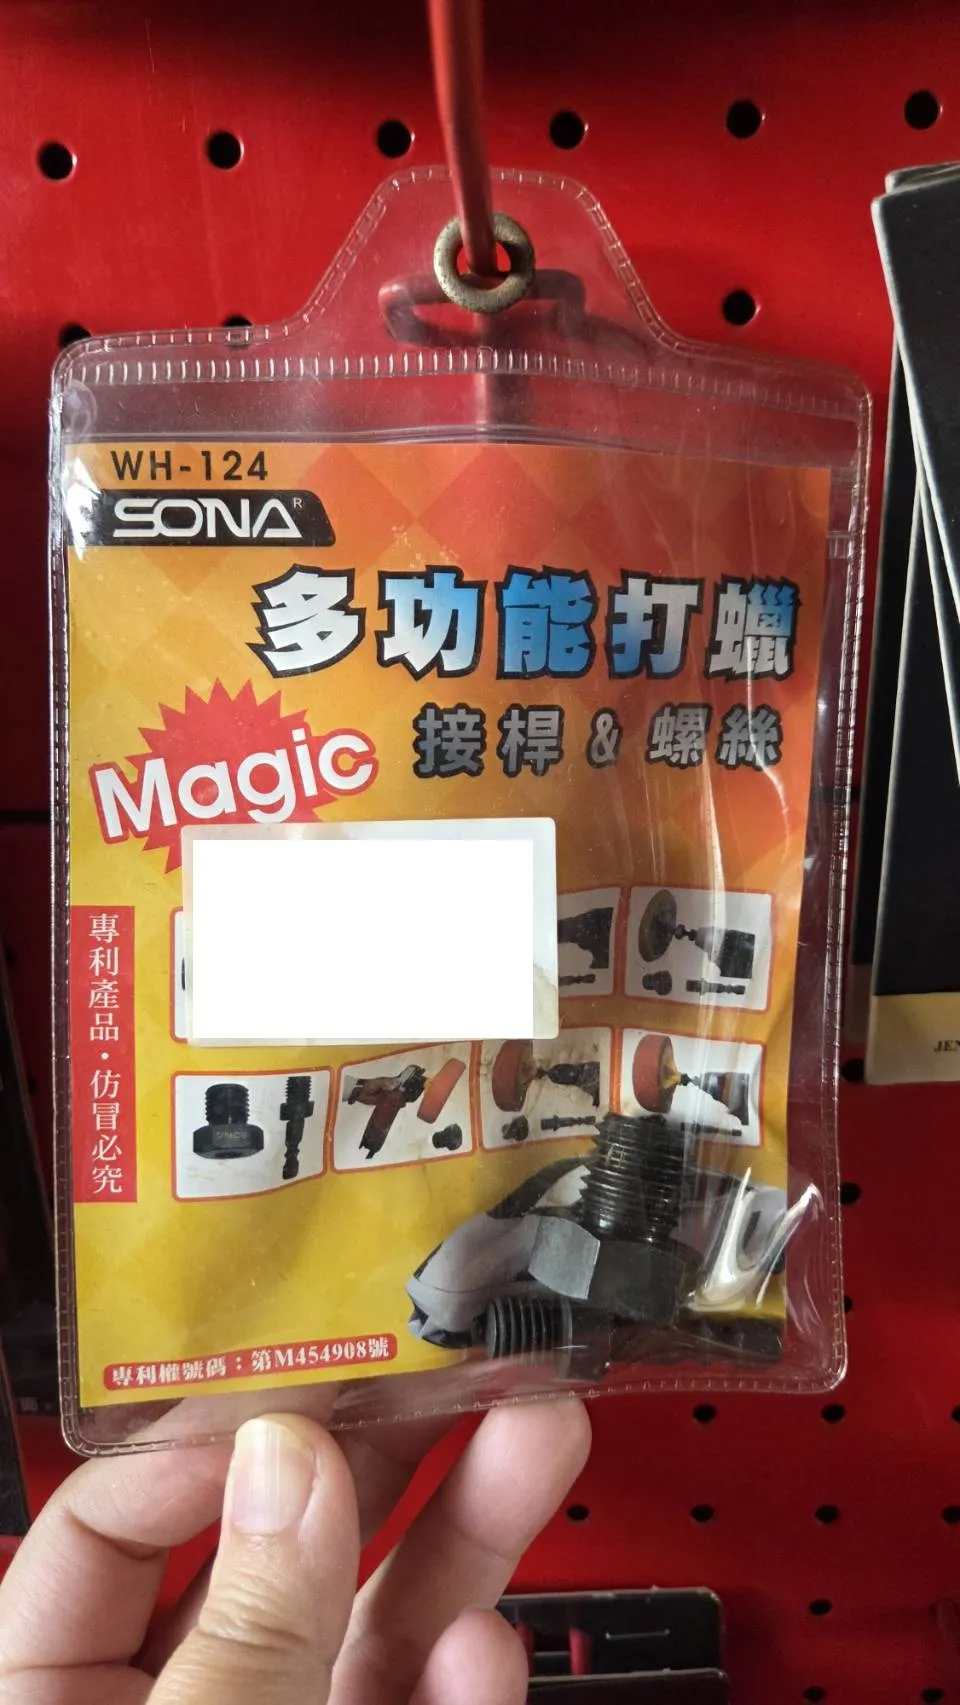 WH-124
SONA®
多功能打蠟
接桿 & 螺絲
Magic
專利產品・仿冒必究
專利權號碼：第M454908號
JEN